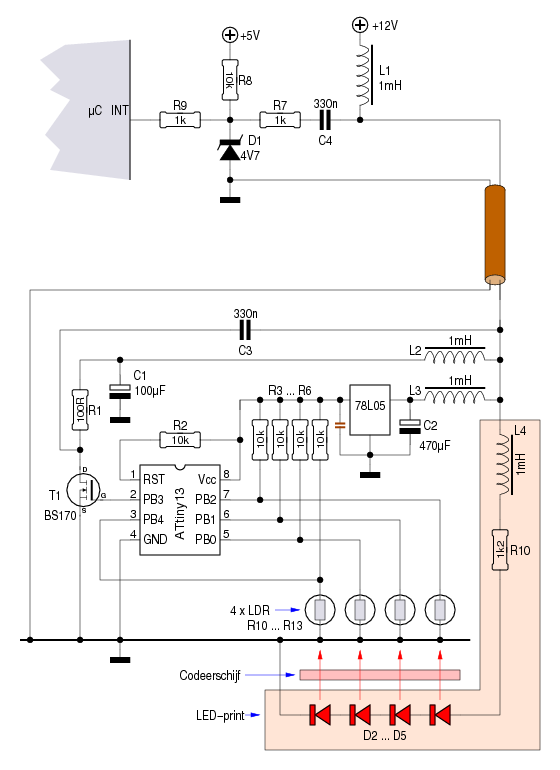 +12V
+5V
L1
1mH
10k
R8
R9
R7
330n
µC INT
1k
1k
C4
D1
4V7
330n
C3
1mH
L2
1mH
L3
C1
100µF
R3 ... R6
78L05
100R
R1
R2
10k
10k
10k
10k
10k
C2
470µF
L4
1mH
1
RST
Vcc
8
D
T1
G
2
PB3
PB2
7
BS170
S
3
PB4
PB1
6
4
GND
PB0
5
ATtiny13
1k2
R10
4 x LDR
R10 ... R13
Codeerschijf
LED-print
D2 ... D5